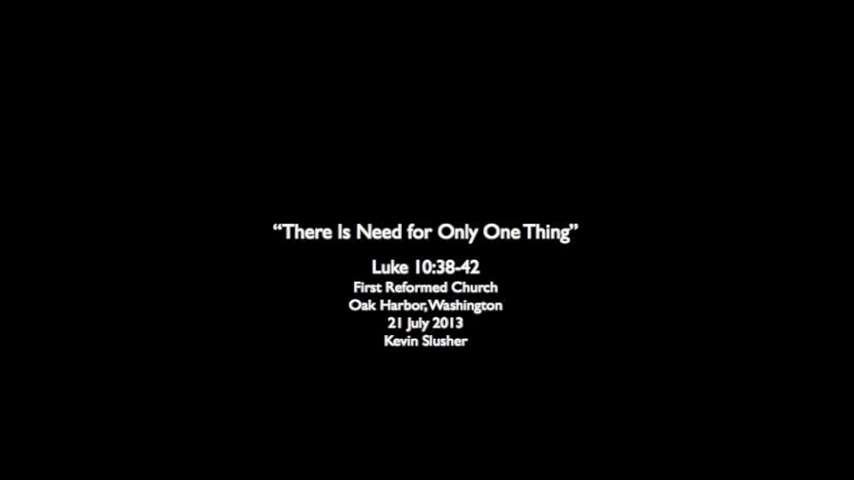 “There Is Need for Only One Thing”
Luke 10:38-42
First Reformed Church
Oak Harbor, Washington
21 July 2013
Kevin Slusher